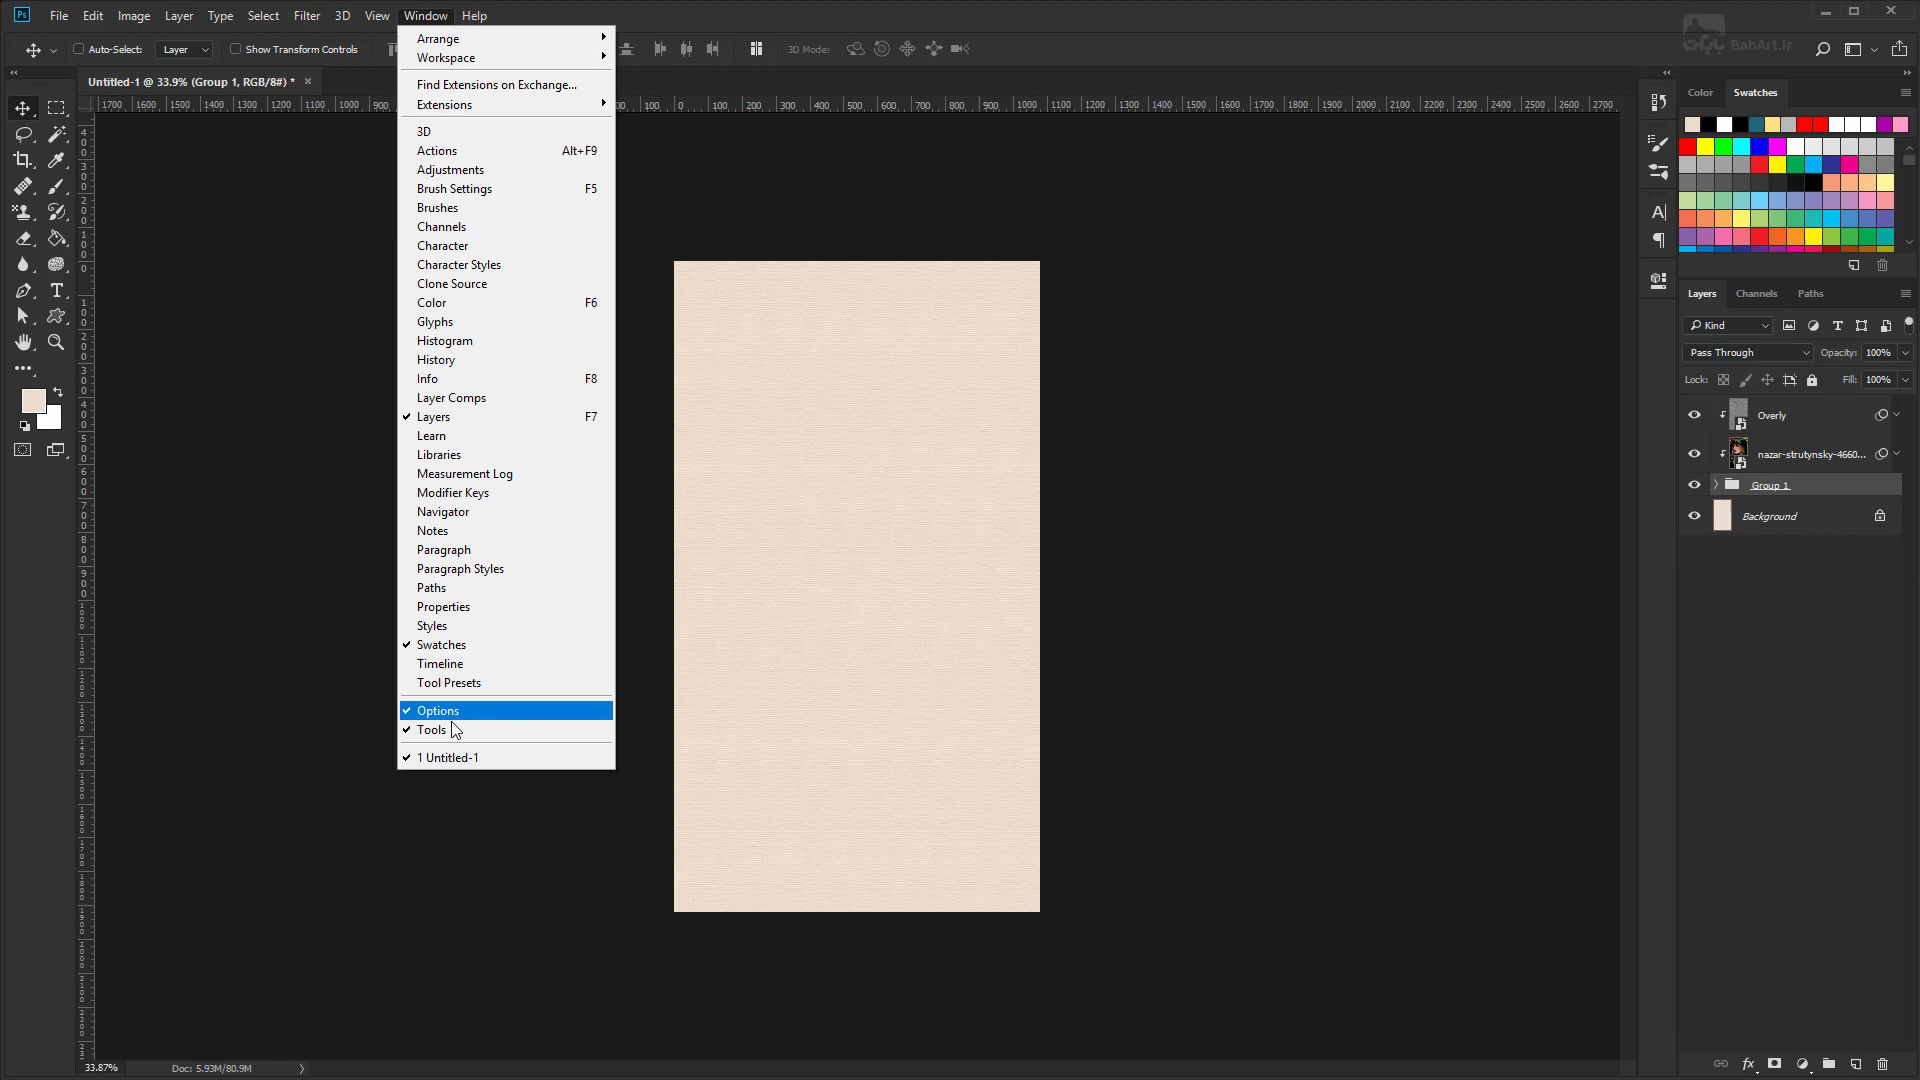 Ps File Edit Image Layer Type Select Filter 3D View Window Help
Auto-Select: Layer Show Transform Controls 3D Mode: BabArt.ir
Untitled-1 @ 33.9% (Group 1, RGB/8#) * ×
1700 1600 1500 1400 1300 1200 1100 1000 900 100 0 100 200 300 400 500 600 700 800 900 1000 1100 1200 1300 1400 1500 1600 1700 1800 1900 2000 2100 2200 2300 2400 2500 2600 2700
Arrange
Workspace
Find Extensions on Exchange...
Extensions
3D
Actions Alt+F9
Adjustments
Brush Settings F5
Brushes
Channels
Character
Character Styles
Clone Source
Color F6
Glyphs
Histogram
History
Info F8
Layer Comps
Layers F7
Learn
Libraries
Measurement Log
Modifier Keys
Navigator
Notes
Paragraph
Paragraph Styles
Paths
Properties
Styles
Swatches
Timeline
Tool Presets
Options
Tools
1 Untitled-1
Color Swatches
Layers Channels Paths
Kind
Pass Through Opacity: 100%
Lock: Fill: 100%
Overly
nazar-strutynsky-4660...
Group 1
Background
33.87% Doc: 5.93M/80.9M